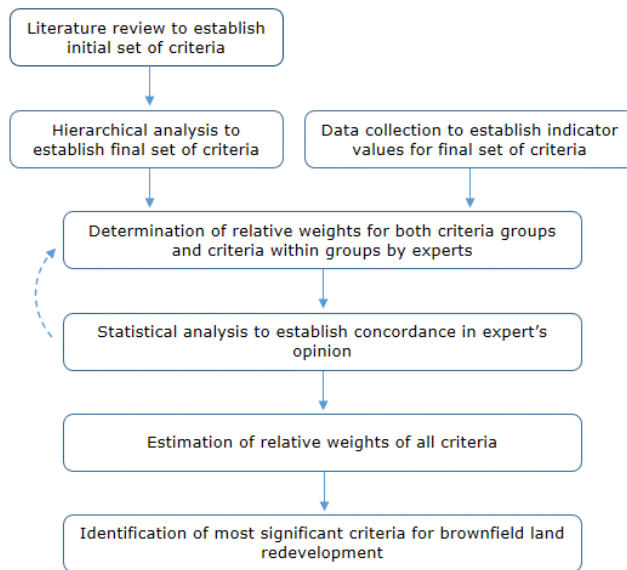 Literature review to establish
initial set of criteria
Hierarchical analysis to
establish final set of criteria
Data collection to establish indicator
values for final set of criteria
Determination of relative weights for both criteria groups
and criteria within groups by experts
Statistical analysis to establish concordance in expert’s
opinion
Estimation of relative weights of all criteria
Identification of most significant criteria for brownfield land
redevelopment